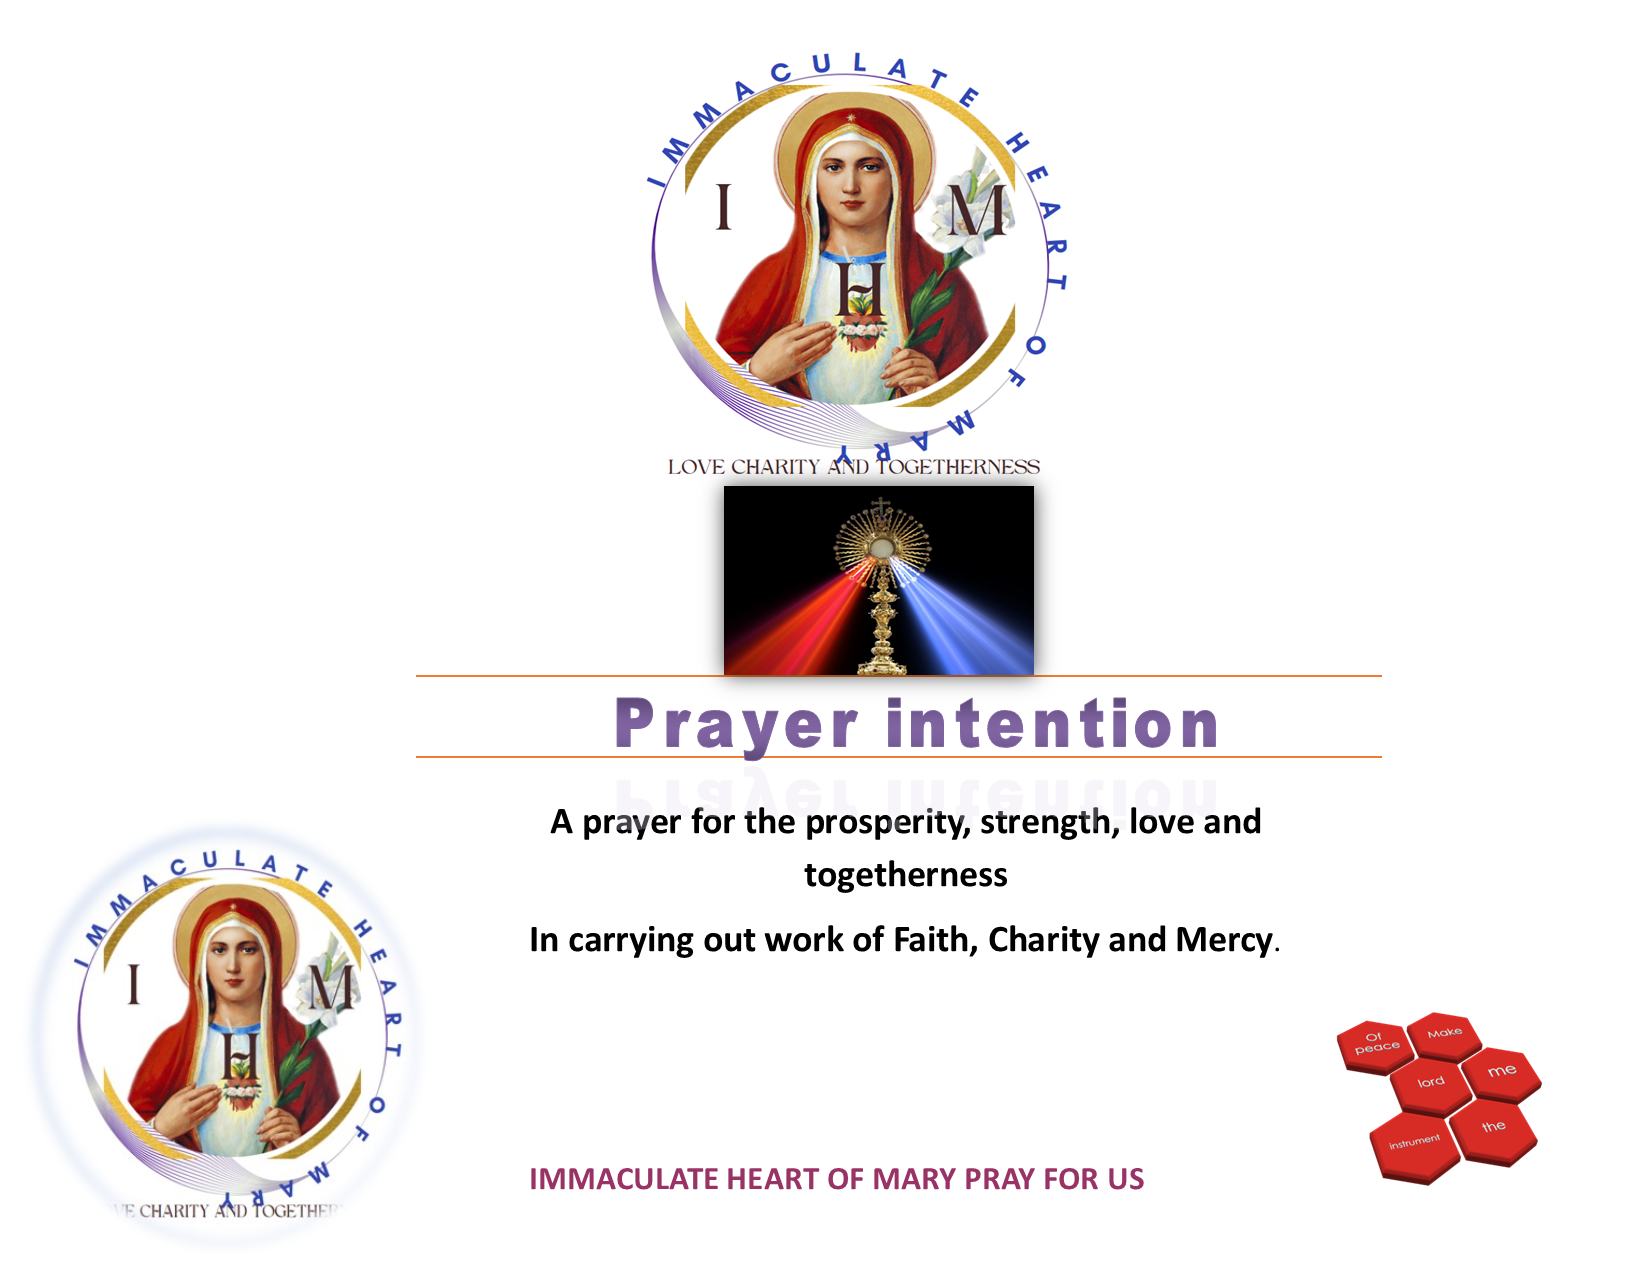 IMMACULATE HEART OF MARY
I M
H
LOVE CHARITY AND TOGETHERNESS
Prayer intention
A prayer for the prosperity, strength, love and
togetherness
In carrying out work of Faith, Charity and Mercy.
IMMACULATE HEART OF MARY
I M
H
CHARITY AND
Of peace
Make
lord
me
instrument
the
IMMACULATE HEART OF MARY PRAY FOR US